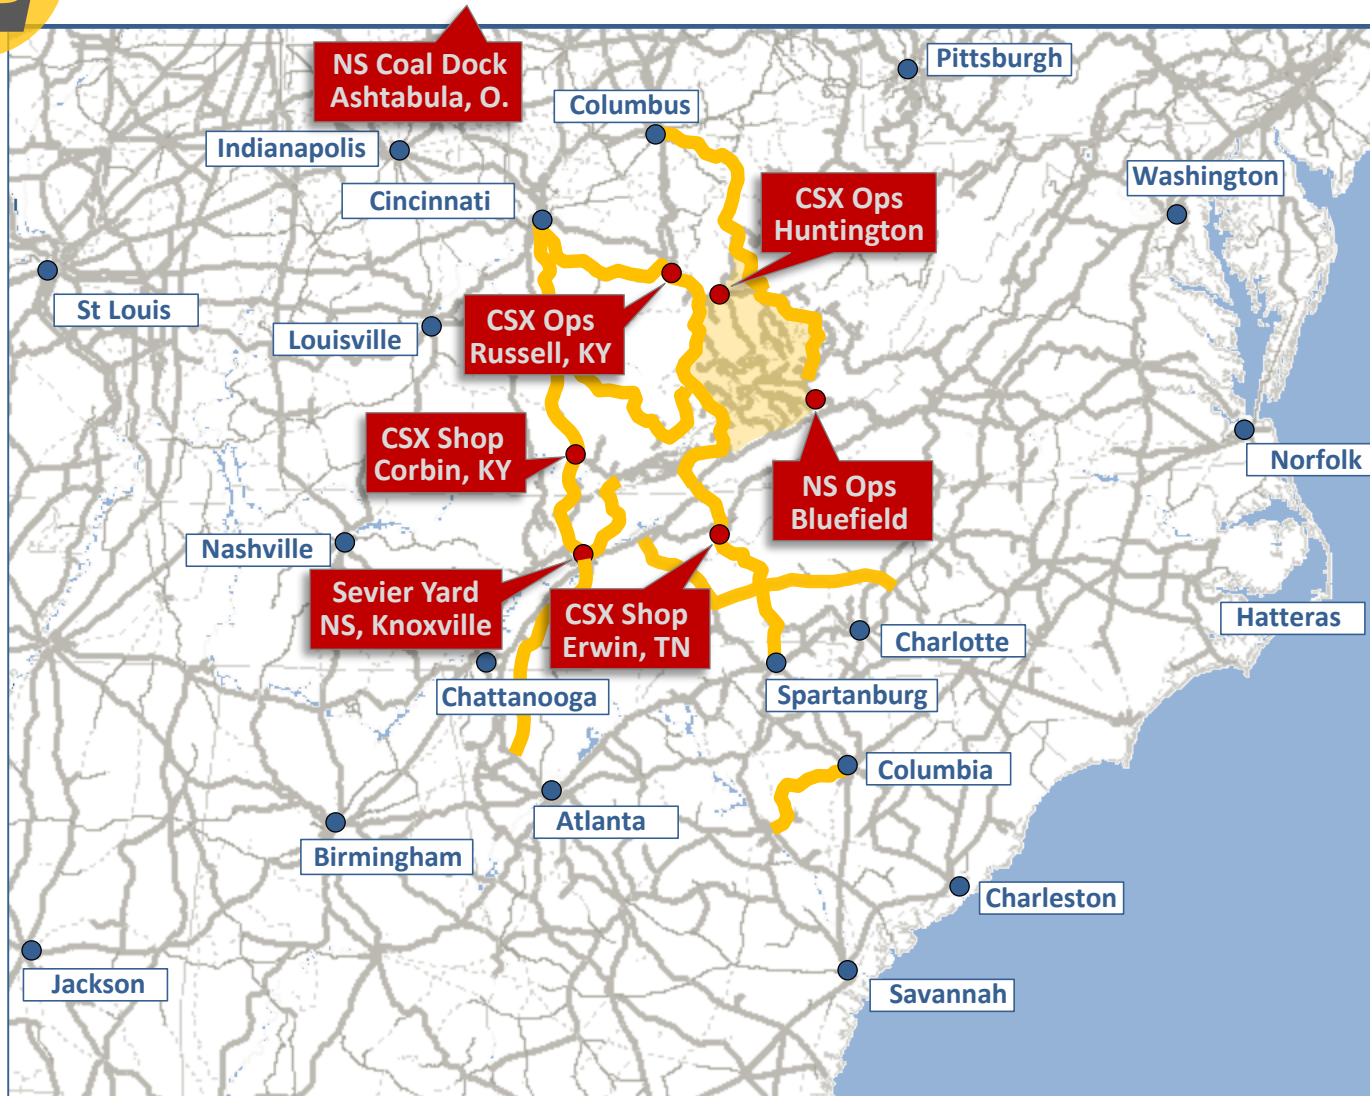 NS Coal Dock
Ashtabula, O.
Pittsburgh
Columbus
Indianapolis
Washington
Cincinnati
CSX Ops
Huntington
St Louis
CSX Ops
Russell, KY
Louisville
CSX Shop
Corbin, KY
Norfolk
NS Ops
Bluefield
Nashville
Sevier Yard
NS, Knoxville
CSX Shop
Erwin, TN
Hatteras
Charlotte
Chattanooga
Spartanburg
Columbia
Atlanta
Birmingham
Charleston
Jackson
Savannah